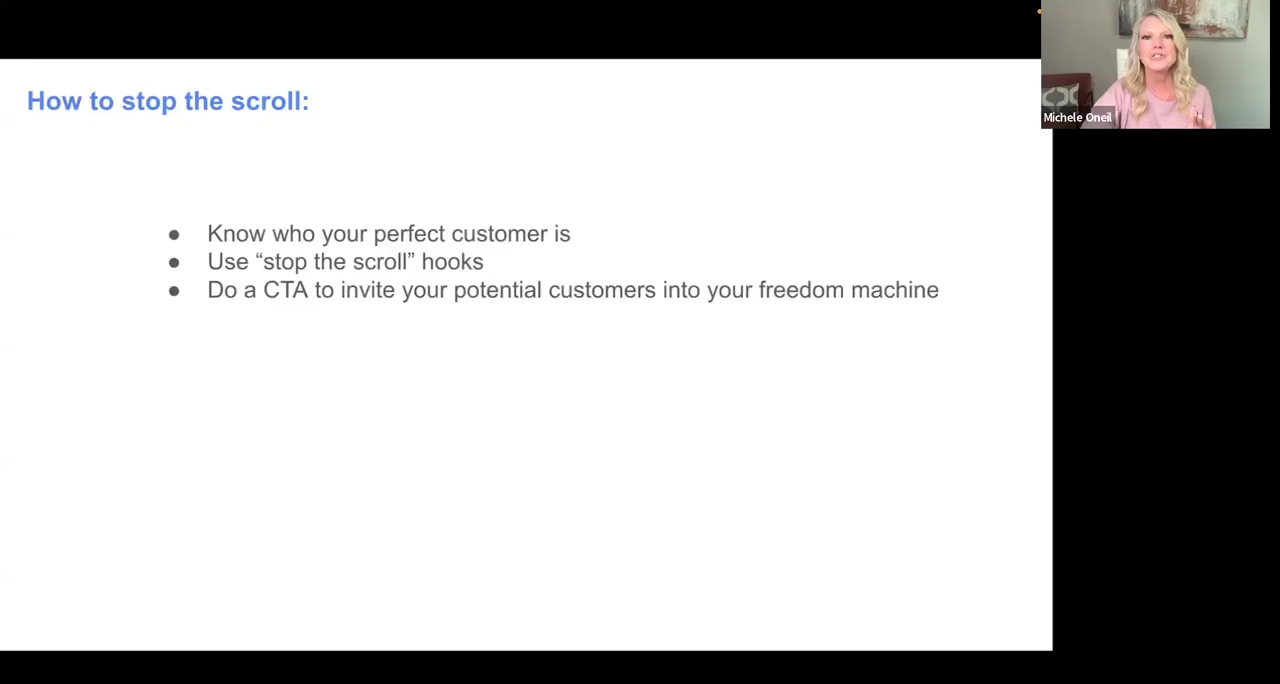 How to stop the scroll:
● Know who your perfect customer is
● Use “stop the scroll” hooks
● Do a CTA to invite your potential customers into your freedom machine
Michele Oneil